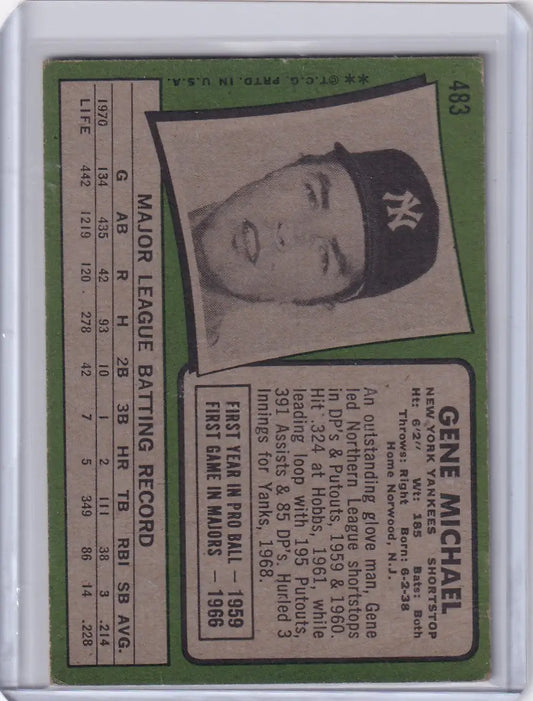 483
NY
GENE MICHAEL
NEW YORK YANKEES SHORTSTOP
Ht: 6'2" Wt: 185 Bats: Both
Throws: Right Born: 6-2-38
Home Norwood, N.J.
An outstanding glove man, Gene
led Northern League shortstops
in DP's & Putouts, 1959 & 1960.
Hit .324 at Hobbs, 1961, while
leading loop with 195 Putouts,
391 Assists & 85 DP's. Hurled 3
Innings for Yanks, 1968.
FIRST YEAR IN PRO BALL — 1959
FIRST GAME IN MAJORS — 1966
**©T.C.G. PRTD. IN U.S.A.
MAJOR LEAGUE BATTING RECORD
G AB R H 2B 3B HR TB RBI SB AVG.
1970 134 435 42 93 10 1 2 111 38 3 .214
LIFE 442 1219 120 278 42 7 5 349 86 14 .228